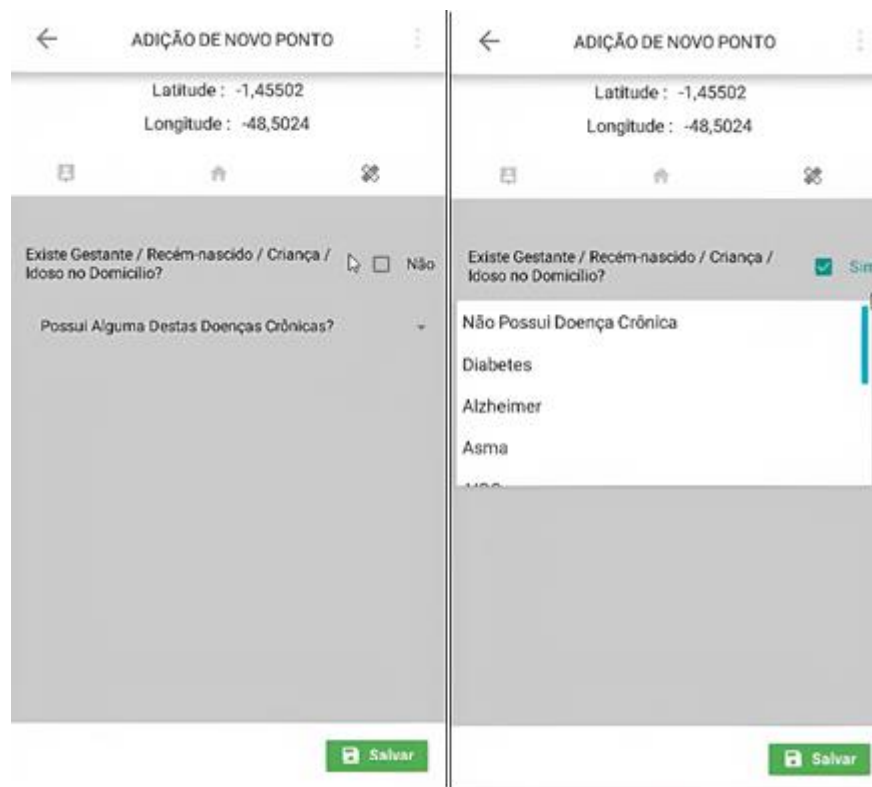 ADIÇÃO DE NOVO PONTO
Latitude : -1,45502
Longitude : -48,5024
Existe Gestante / Recém-nascido / Criança /
Idoso no Domicílio?
Não
Possui Alguma Destas Doenças Crônicas?
Salvar
ADIÇÃO DE NOVO PONTO
Latitude : -1,45502
Longitude : -48,5024
Existe Gestante / Recém-nascido / Criança /
Idoso no Domicílio?
Sim
Não Possui Doença Crônica
Diabetes
Alzheimer
Asma
Salvar